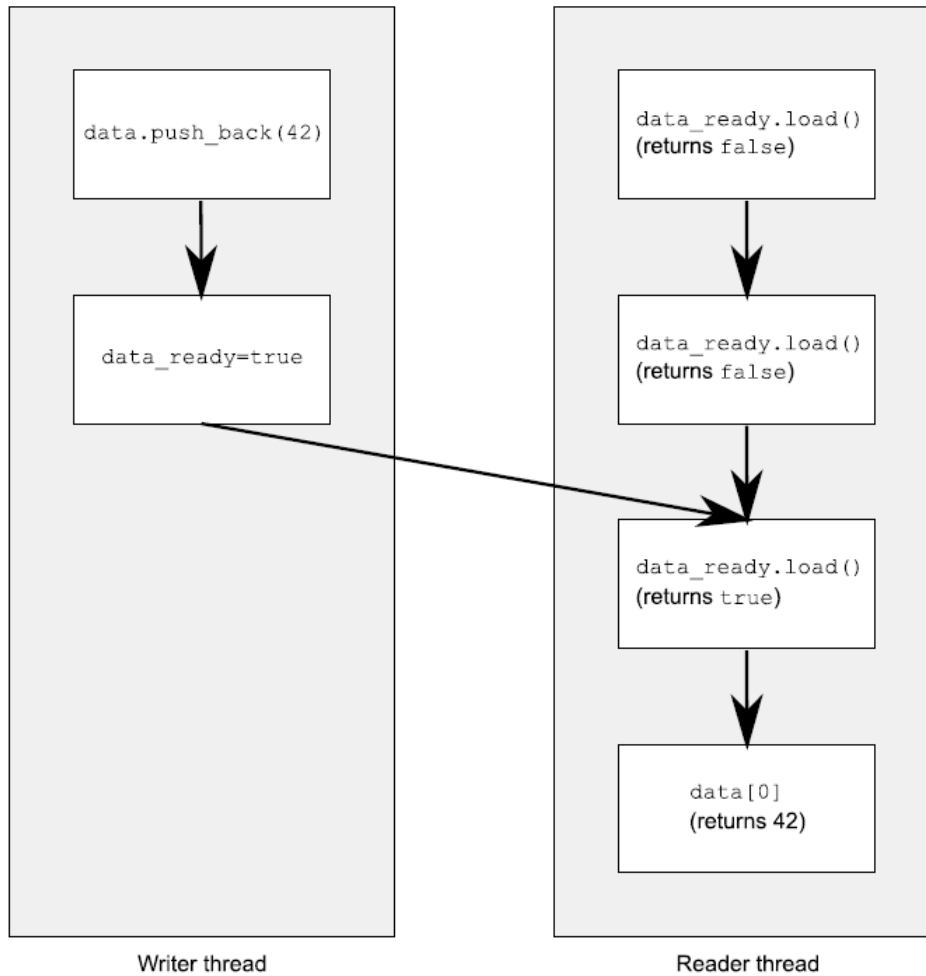 data.push_back(42)
data_ready=true
Writer thread
data_ready.load()
(returns false)
data_ready.load()
(returns false)
data_ready.load()
(returns true)
data[0]
(returns 42)
Reader thread